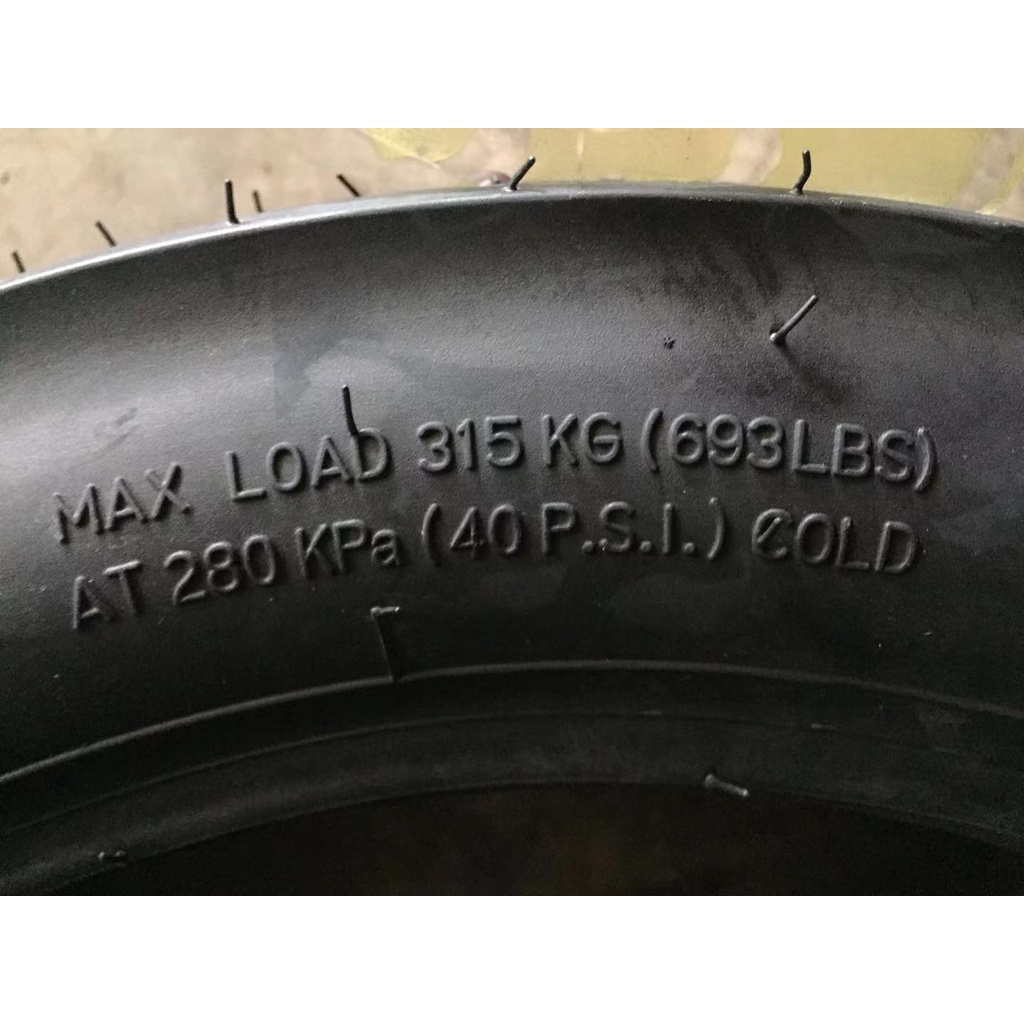 MAX LOAD 315 KG (693LBS)
AT 280 KPa (40 P.S.I.) COLD